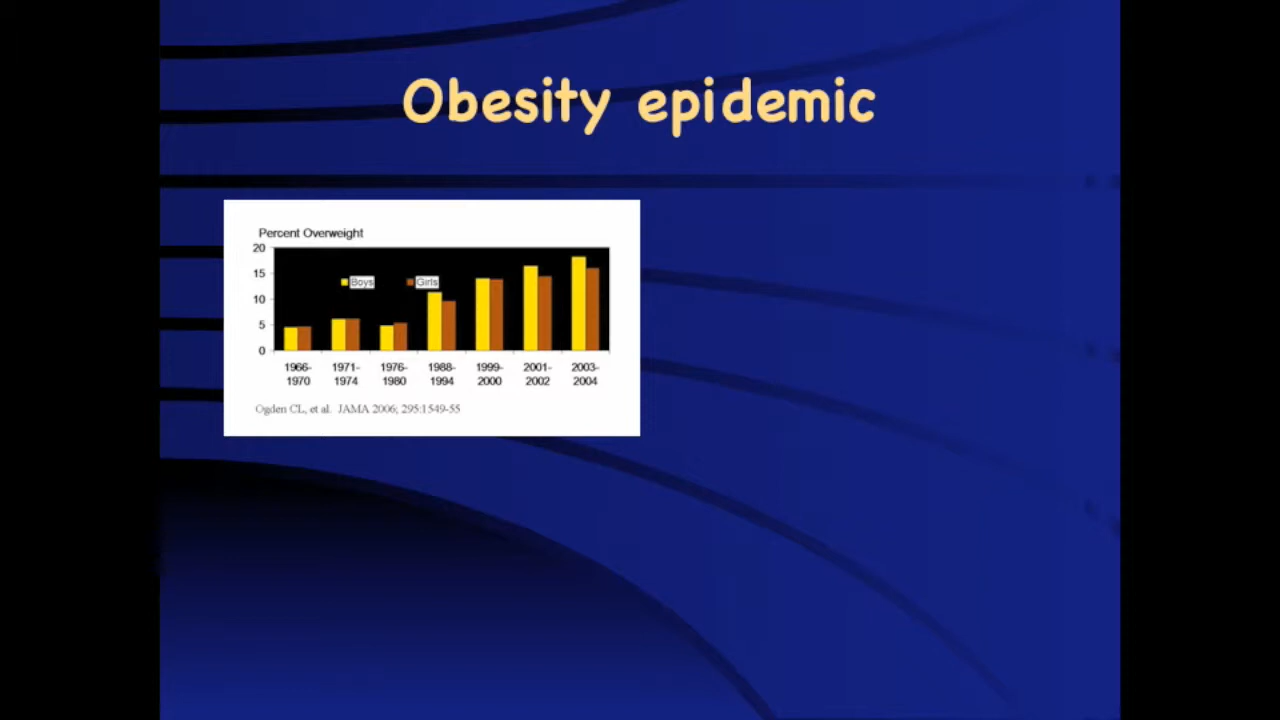 Obesity epidemic
Percent Overweight
20
15
10
5
0
Boys Girls
1966- 1971- 1976- 1988- 1999- 2001- 2003-
1970 1974 1980 1994 2000 2002 2004
Ogden CL, et al. JAMA 2006; 295:1549-55